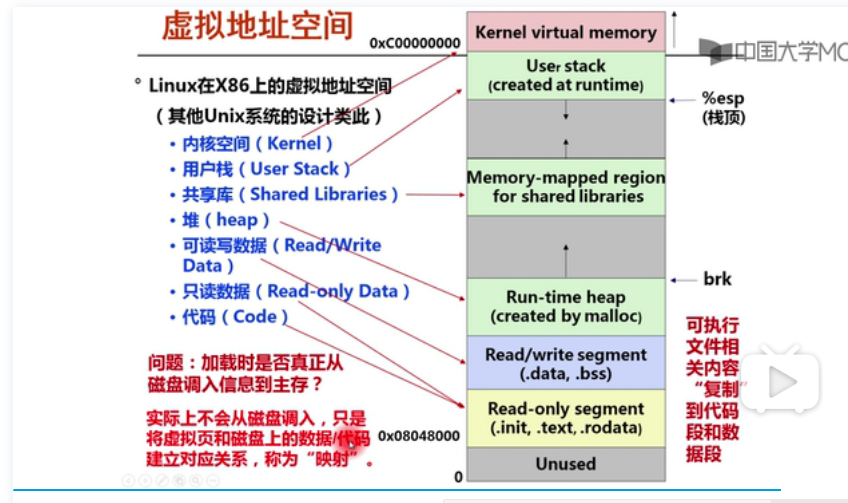 虚拟地址空间
° Linux在X86上的虚拟地址空间
（其他Unix系统的设计类此）
• 内核空间（Kernel）
• 用户栈（User Stack）
• 共享库（Shared Libraries）
• 堆（heap）
• 可读写数据（Read/Write
Data）
• 只读数据（Read-only Data）
• 代码（Code）
问题：加载时是否真正从
磁盘调入信息到主存？
实际上不会从磁盘调入，只是
将虚拟页和磁盘上的数据/代码
建立对应关系，称为“映射”。
0xC00000000
0x08048000
0
Kernel virtual memory
User stack
(created at runtime)
Memory-mapped region
for shared libraries
Run-time heap
(created by malloc)
Read/write segment
(.data, .bss)
Read-only segment
(.init, .text, .rodata)
Unused
中国大学MO
%esp
(栈顶)
brk
可执行
文件相
关内容
“复制”
到代码
段和数
据段